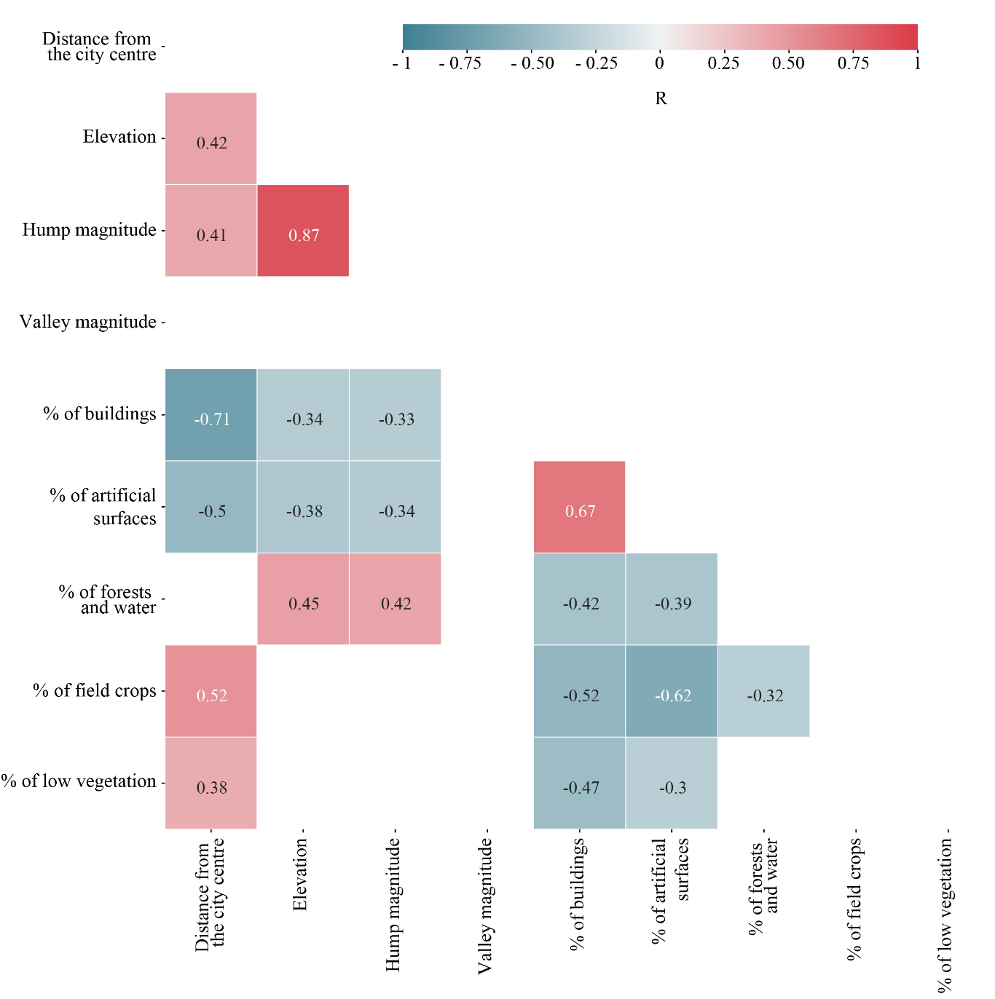 Distance from
the city centre
- 1 - 0.75 - 0.50 - 0.25 0 0.25 0.50 0.75 1
R
Elevation
0.42
Hump magnitude
0.41 0.87
Valley magnitude
% of buildings
-0.71 -0.34 -0.33
% of artificial
surfaces
-0.5 -0.38 -0.34 0.67
% of forests
and water
0.45 0.42 -0.42 -0.39
% of field crops
0.52 -0.52 -0.62 -0.32
% of low vegetation
0.38 -0.47 -0.3
Distance from
the city centre
Elevation
Hump magnitude
Valley magnitude
% of buildings
% of artificial
surfaces
% of forests
and water
% of field crops
% of low vegetation